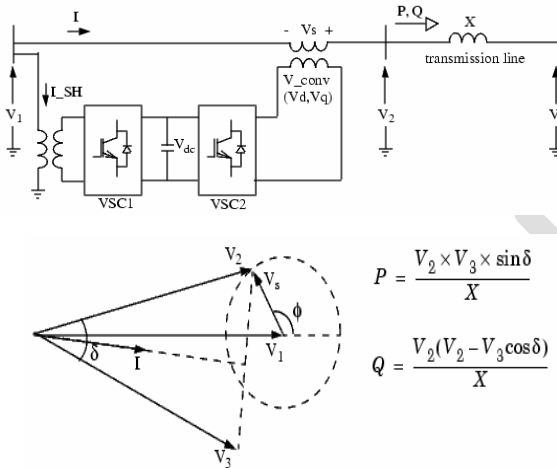 I
- Vs +
P, Q
X
transmission line
I_SH
V_conv
(Vd,Vq)
V1
Vdc
V2
V
VSC1
VSC2
V2
Vs
ϕ
δ
I
V1
V3
P = V2 × V3 × sinδ / X
Q = V2(V2 − V3cosδ) / X